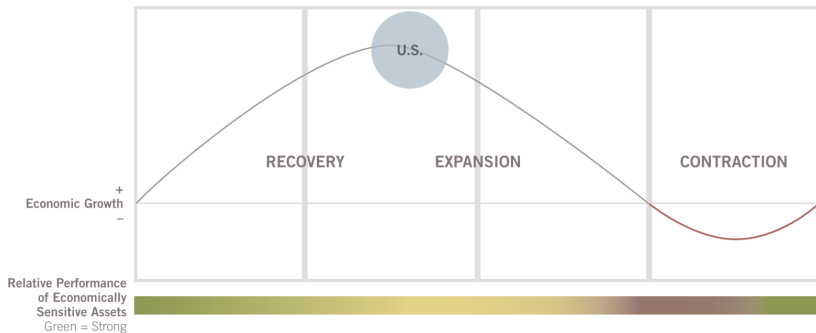 U.S.
RECOVERY
EXPANSION
CONTRACTION
+
Economic Growth
–
Relative Performance
of Economically
Sensitive Assets
Green = Strong